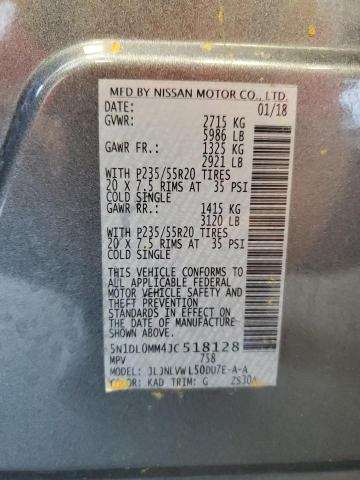 MFD BY NISSAN MOTOR CO., LTD.
DATE: 01/18
GVWR: 2715 KG
5986 LB
GAWR FR.: 1325 KG
2921 LB
WITH P235/55R20 TIRES
20 X 7.5 RIMS AT 35 PSI
COLD SINGLE
GAWR RR.: 1415 KG
3120 LB
WITH P235/55R20 TIRES
20 X 7.5 RIMS AT 35 PSI
COLD SINGLE
THIS VEHICLE CONFORMS TO
ALL APPLICABLE FEDERAL
MOTOR VEHICLE SAFETY
AND THEFT PREVENTION
STANDARDS IN EFFECT ON
THE DATE OF MANUFACTURE
SHOWN ABOVE.
5N1DL0MM4JC518128
MPV 758
MODEL: JLJNLVWL50DU7E-A-A
COLOR: KAD TRIM: G ZS30A